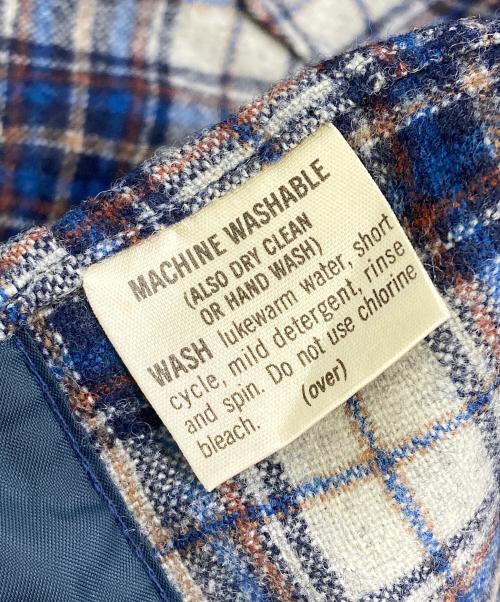 MACHINE WASHABLE
(ALSO DRY CLEAN
OR HAND WASH)
WASH lukewarm water, short
cycle, mild detergent, rinse
and spin. Do not use chlorine
bleach.
(over)